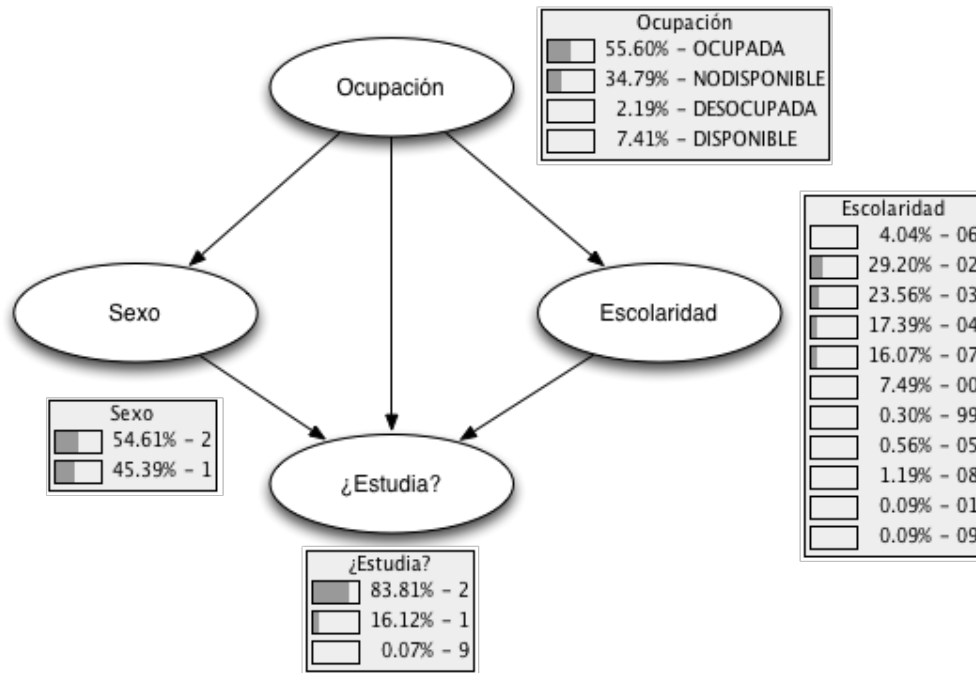 Ocupación
Ocupación
55.60% - OCUPADA
34.79% - NODISPONIBLE
2.19% - DESOCUPADA
7.41% - DISPONIBLE
Sexo
Escolaridad
Escolaridad
4.04% - 06
29.20% - 02
23.56% - 03
17.39% - 04
16.07% - 07
7.49% - 00
0.30% - 99
0.56% - 05
1.19% - 08
0.09% - 01
0.09% - 09
Sexo
54.61% - 2
45.39% - 1
¿Estudia?
¿Estudia?
83.81% - 2
16.12% - 1
0.07% - 9